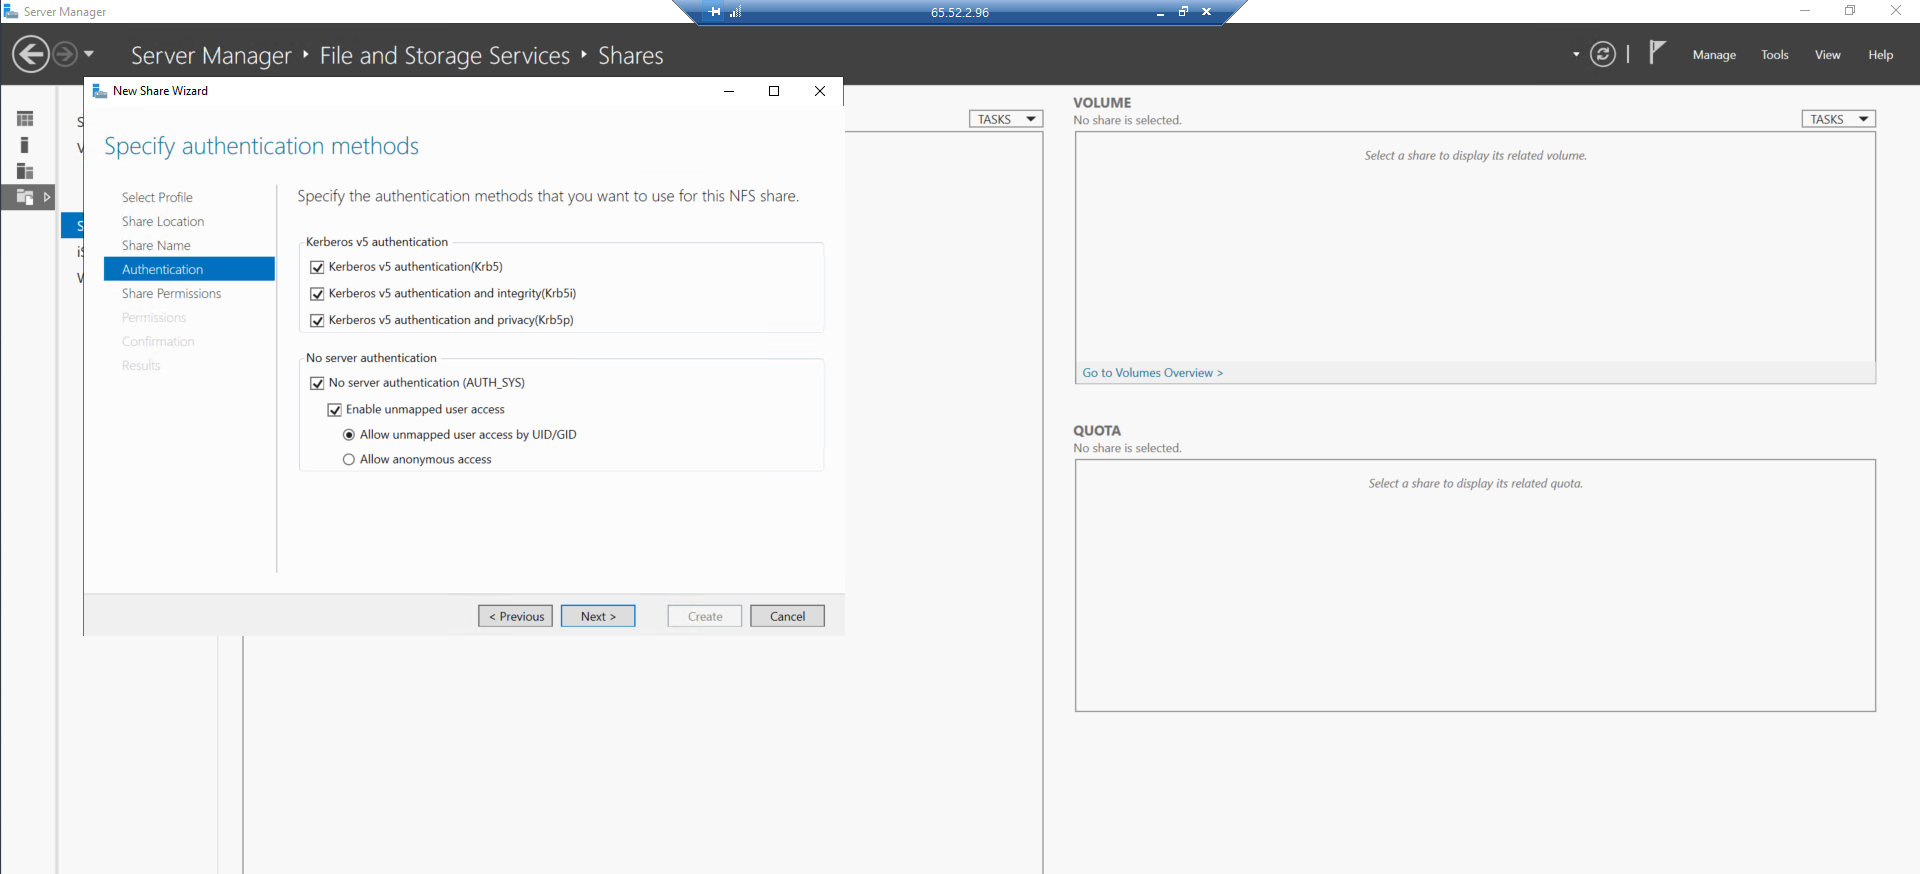 Server Manager
65.52.2.96
Server Manager ‣ File and Storage Services ‣ Shares
Manage
Tools
View
Help
New Share Wizard
Specify authentication methods
Select Profile
Share Location
Share Name
Authentication
Share Permissions
Permissions
Confirmation
Results
Specify the authentication methods that you want to use for this NFS share.
Kerberos v5 authentication
Kerberos v5 authentication(Krb5)
Kerberos v5 authentication and integrity(Krb5i)
Kerberos v5 authentication and privacy(Krb5p)
No server authentication
No server authentication (AUTH_SYS)
Enable unmapped user access
Allow unmapped user access by UID/GID
Allow anonymous access
< Previous
Next >
Create
Cancel
TASKS
VOLUME
No share is selected.
TASKS
Select a share to display its related volume.
Go to Volumes Overview >
QUOTA
No share is selected.
Select a share to display its related quota.